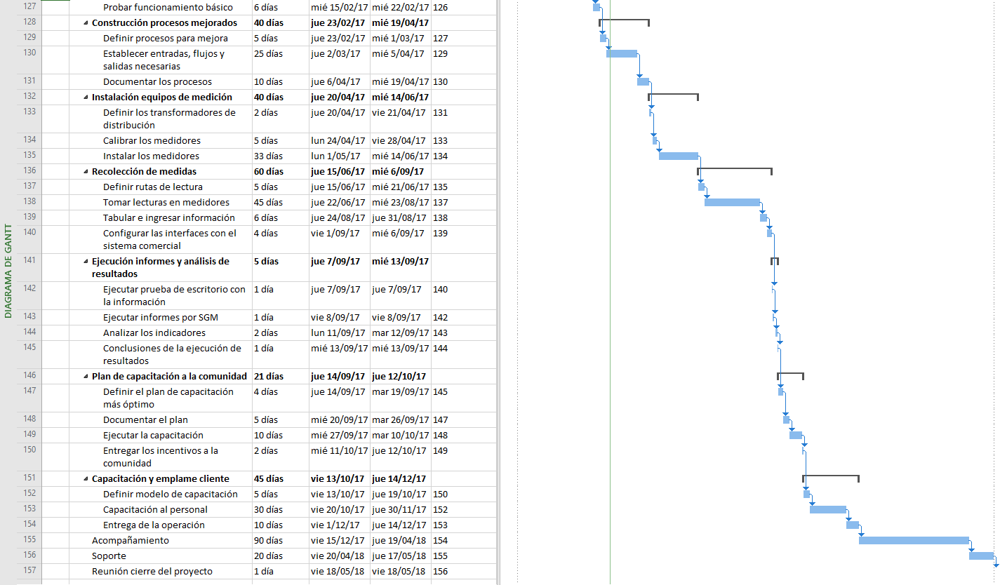 DIAGRAMA DE GANTT
127 Probar funcionamiento básico 6 días mié 15/02/17 mié 22/02/17 126
128 Construcción procesos mejorados 40 días jue 23/02/17 mié 19/04/17
129 Definir procesos para mejora 5 días jue 23/02/17 mié 1/03/17 127
130 Establecer entradas, flujos y 25 días jue 2/03/17 mié 5/04/17 129
salidas necesarias
131 Documentar los procesos 10 días jue 6/04/17 mié 19/04/17 130
132 Instalación equipos de medición 40 días jue 20/04/17 mié 14/06/17
133 Definir los transformadores de 2 días jue 20/04/17 vie 21/04/17 131
distribución
134 Calibrar los medidores 5 días lun 24/04/17 vie 28/04/17 133
135 Instalar los medidores 33 días lun 1/05/17 mié 14/06/17 134
136 Recolección de medidas 60 días jue 15/06/17 mié 6/09/17
137 Definir rutas de lectura 5 días jue 15/06/17 mié 21/06/17 135
138 Tomar lecturas en medidores 45 días jue 22/06/17 mié 23/08/17 137
139 Tabular e ingresar información 6 días jue 24/08/17 jue 31/08/17 138
140 Configurar las interfaces con el 4 días vie 1/09/17 mié 6/09/17 139
sistema comercial
141 Ejecución informes y análisis de 5 días jue 7/09/17 mié 13/09/17
resultados
142 Ejecutar prueba de escritorio con 1 día jue 7/09/17 jue 7/09/17 140
la información
143 Ejecutar informes por SGM 1 día vie 8/09/17 vie 8/09/17 142
144 Analizar los indicadores 2 días lun 11/09/17 mar 12/09/17 143
145 Conclusiones de la ejecución de 1 día mié 13/09/17 mié 13/09/17 144
resultados
146 Plan de capacitación a la comunidad 21 días jue 14/09/17 jue 12/10/17
147 Definir el plan de capacitación 4 días jue 14/09/17 mar 19/09/17 145
más óptimo
148 Documentar el plan 5 días mié 20/09/17 mar 26/09/17 147
149 Ejecutar la capacitación 10 días mié 27/09/17 mar 10/10/17 148
150 Entregar los incentivos a la 2 días mié 11/10/17 jue 12/10/17 149
comunidad
151 Capacitación y emplame cliente 45 días vie 13/10/17 jue 14/12/17
152 Definir modelo de capacitación 5 días vie 13/10/17 jue 19/10/17 150
153 Capacitación al personal 30 días vie 20/10/17 jue 30/11/17 152
154 Entrega de la operación 10 días vie 1/12/17 jue 14/12/17 153
155 Acompañamiento 90 días vie 15/12/17 jue 19/04/18 154
156 Soporte 20 días vie 20/04/18 jue 17/05/18 155
157 Reunión cierre del proyecto 1 día vie 18/05/18 vie 18/05/18 156